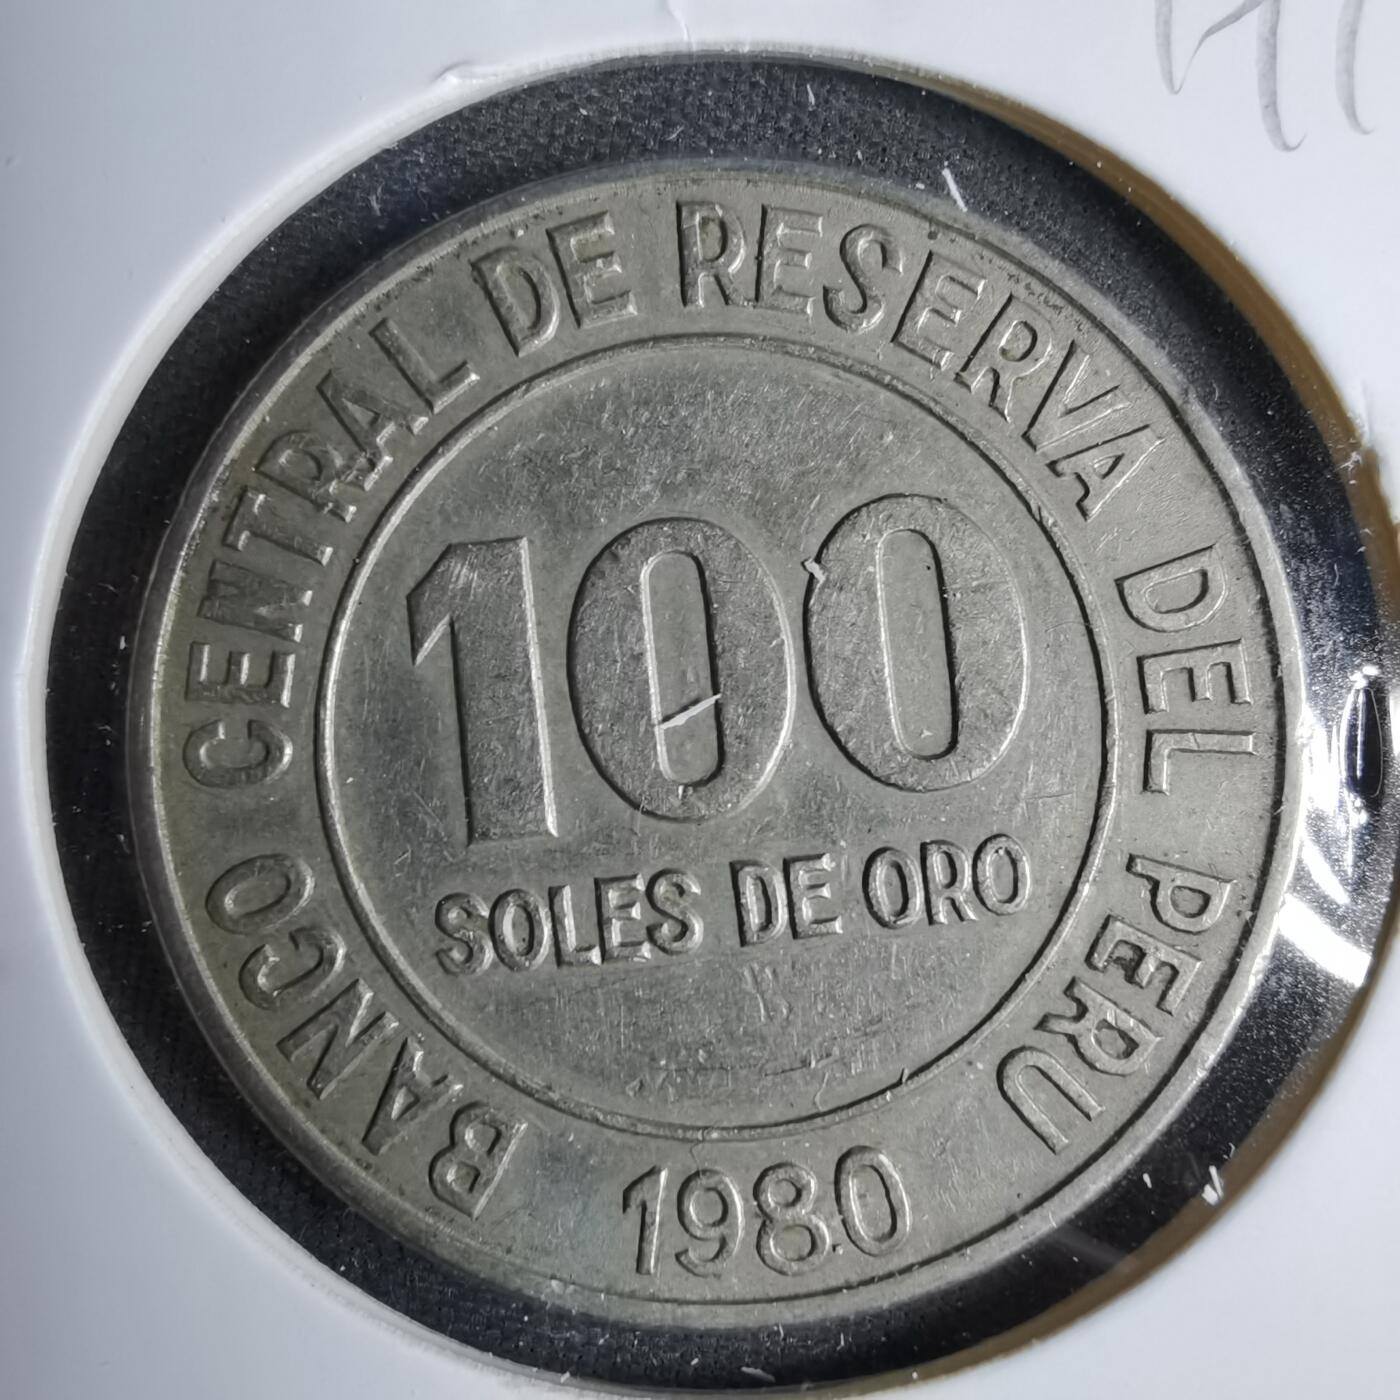 BANCO CENTRAL DE RESERVA DEL PERU
100
SOLES DE ORO
1980